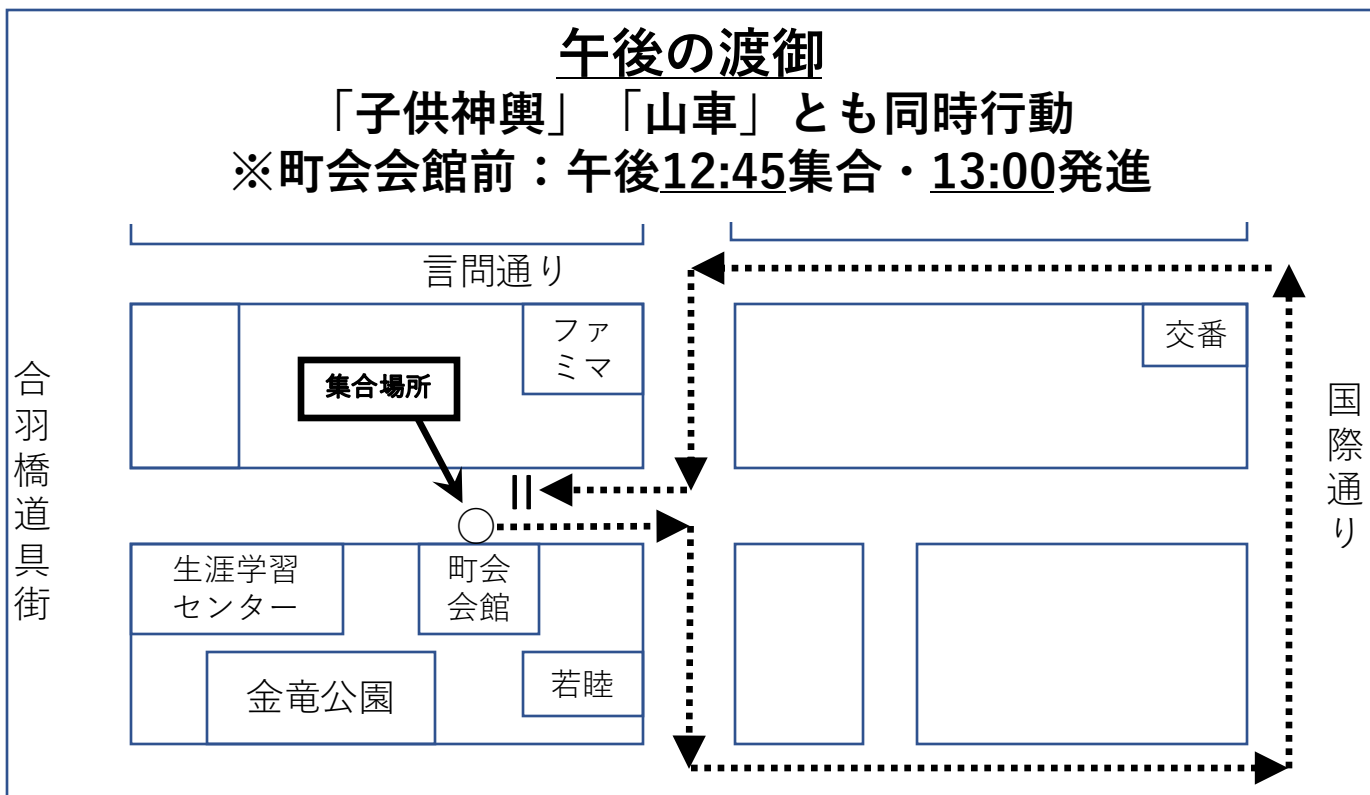 午後の渡御
「子供神輿」「山車」とも同時行動
※町会会館前：午後12:45集合・13:00発進
言問通り
ファ
ミマ
交番
集合場所
合羽橋道具街
国際通り
生涯学習
センター
町会
会館
金竜公園
若睦